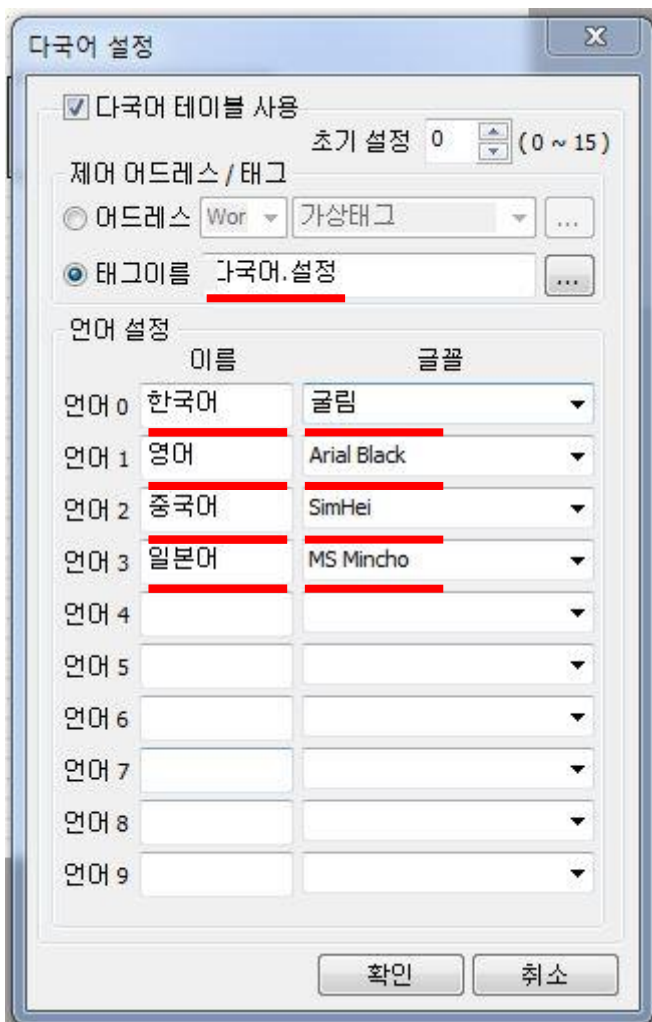 다국어 설정
다국어 테이블 사용
초기 설정 0 (0 ~ 15)
제어 어드레스 / 태그
어드레스 Wor 가상태그 ...
태그이름 다국어.설정 ...
언어 설정
이름 글꼴
언어 0 한국어 굴림
언어 1 영어 Arial Black
언어 2 중국어 SimHei
언어 3 일본어 MS Mincho
언어 4
언어 5
언어 6
언어 7
언어 8
언어 9
확인 취소